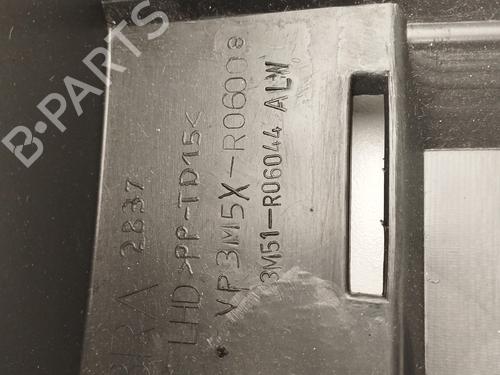 B-PARTS
2837
LHD >PP-TD15<
VP3M5X-R06008
3M51-R06044 ALW